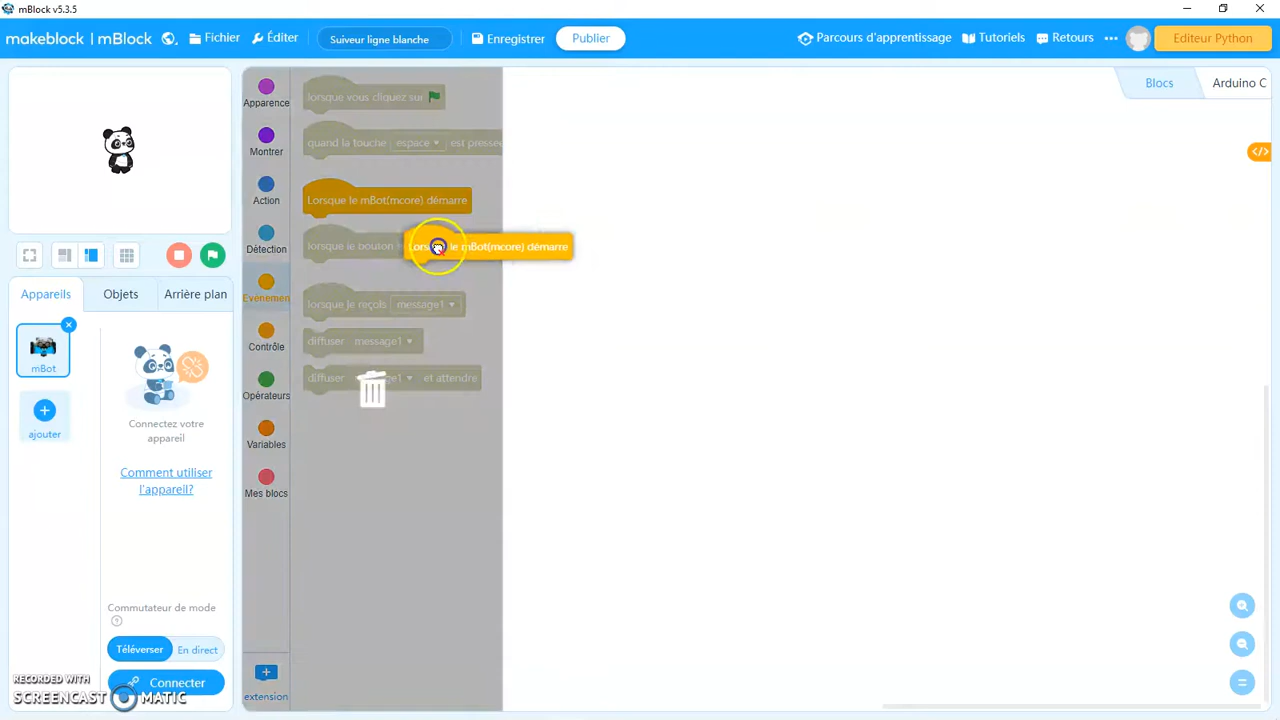 mBlock v5.3.5
makeblock | mBlock
Fichier
Éditer
Suiveur ligne blanche
Enregistrer
Publier
Parcours d'apprentissage
Tutoriels
Retours
Editeur Python
Apparence
Montrer
Action
Détection
Evénemen
Contrôle
Opérateurs
Variables
Mes blocs
extension
lorsque vous cliquez sur
quand la touche espace est pressée
Lorsque le mBot(mcore) démarre
lorsque le bouton
le mBot(mcore) démarre
lorsque je reçois message1
diffuser message1
diffuser et attendre
Blocs
Arduino C
</>
Appareils
Objets
Arrière plan
mBot
ajouter
Connectez votre
appareil
Comment utiliser
l'appareil?
Commutateur de mode
?
Téléverser
En direct
Connecter
RECORDED WITH
SCREENCAST MATIC